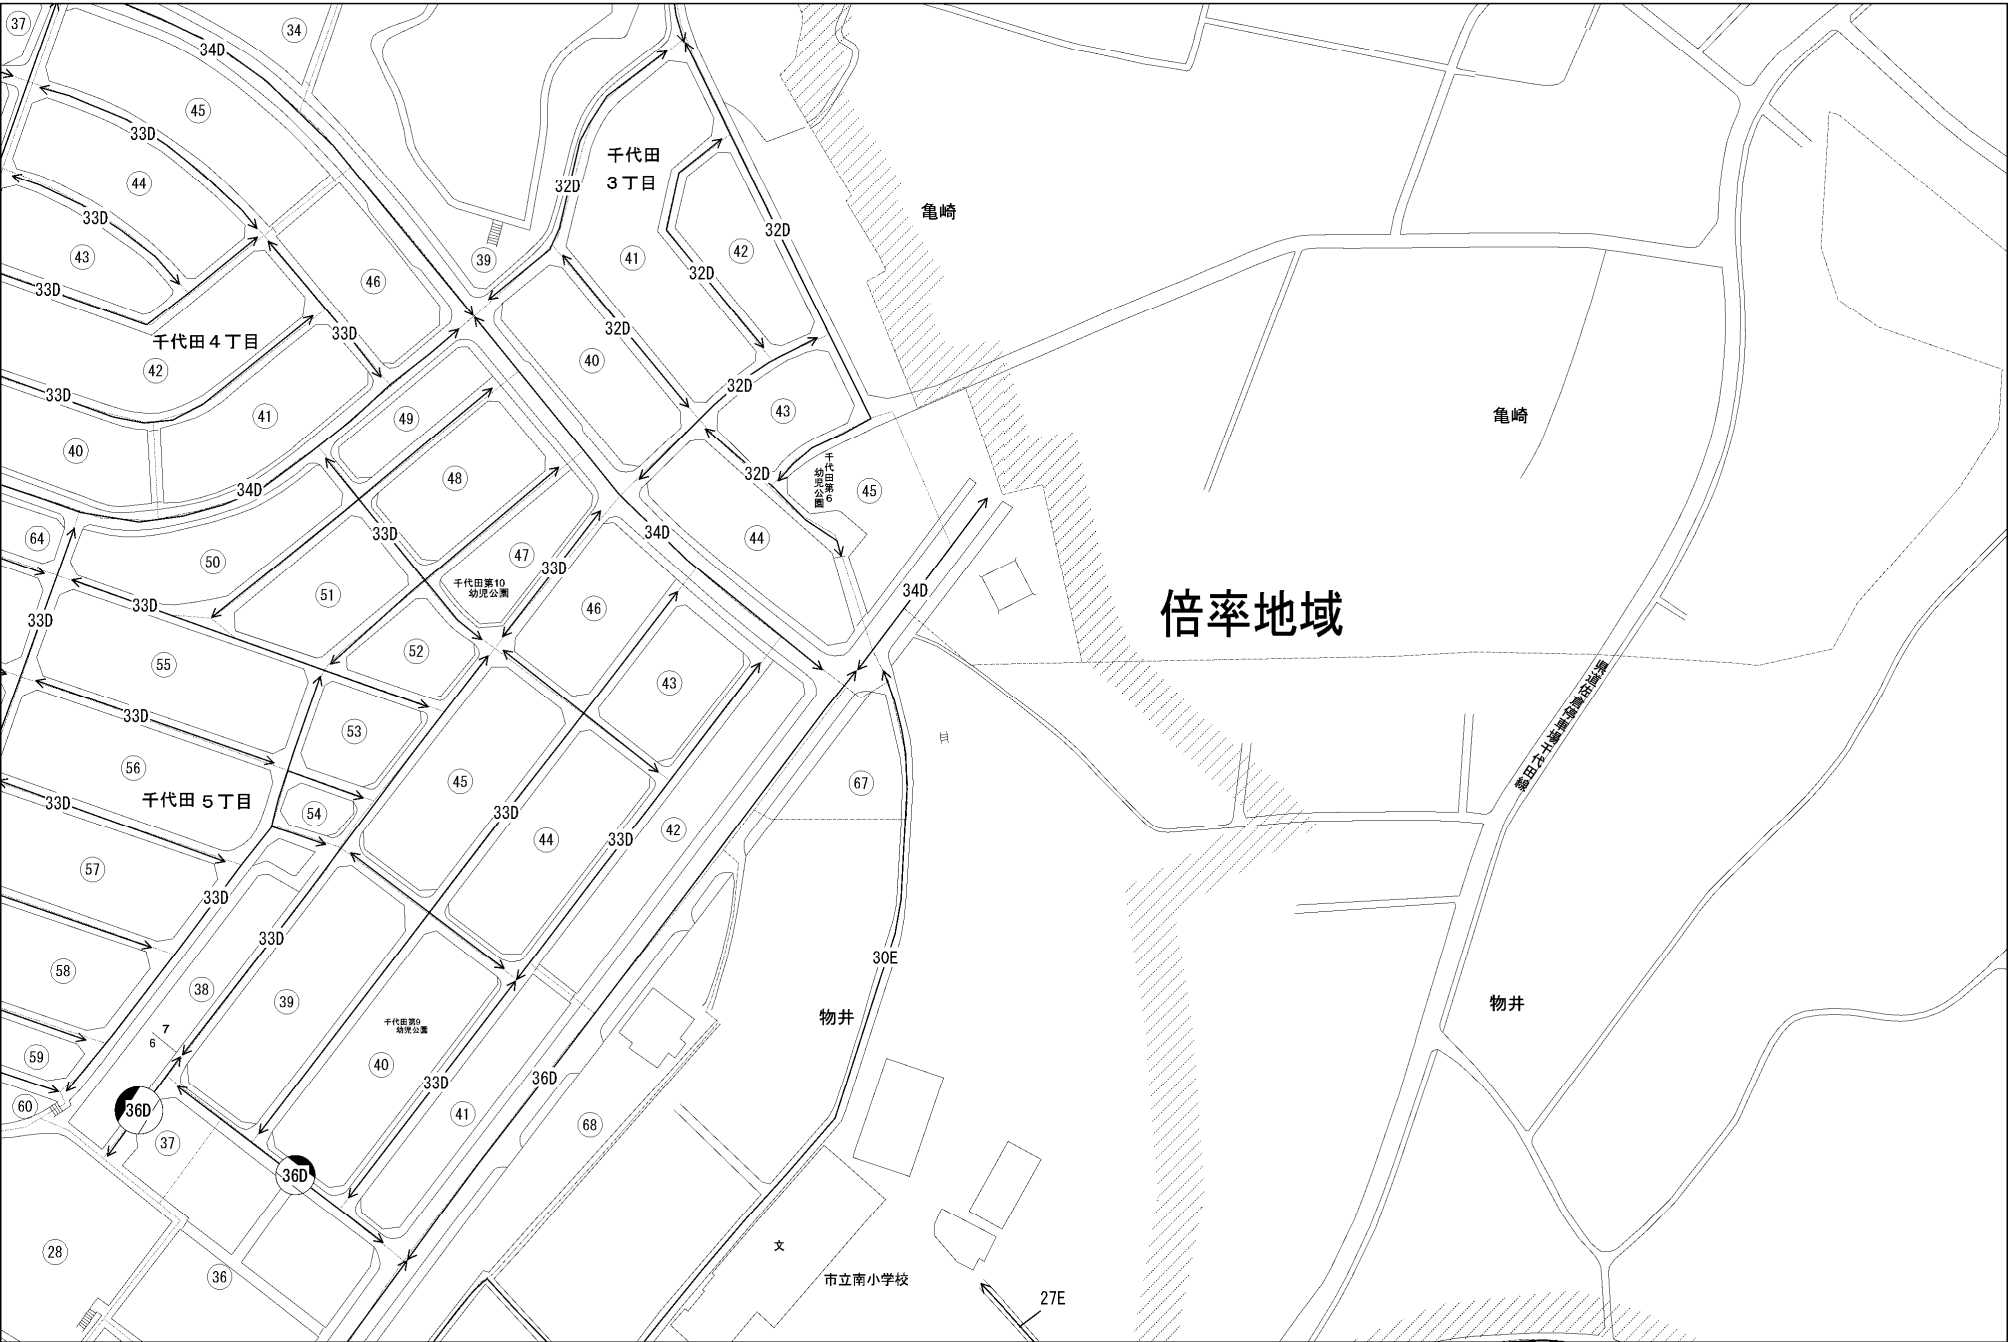 37
34D
34
45
33D
44
33D
43
33D
千代田4丁目
42
33D
41
40
46
33D
34D
39
32D
千代田
3丁目
32D
42
41
32D
32D
40
32D
43
32D
千代田第6
幼児公園
45
44
34D
34D
亀崎
亀崎
倍率地域
県道佐倉停車場千代田線
49
48
33D
47
千代田第10
幼児公園
33D
46
64
50
51
33D
33D
52
55
33D
53
56
千代田5丁目
33D
54
57
33D
58
59
60
43
45
33D
44
42
33D
67
33D
38
39
7
6
千代田第9
幼児公園
40
33D
41
36D
36D
37
36D
68
30E
物井
物井
28
36
文
市立南小学校
27E